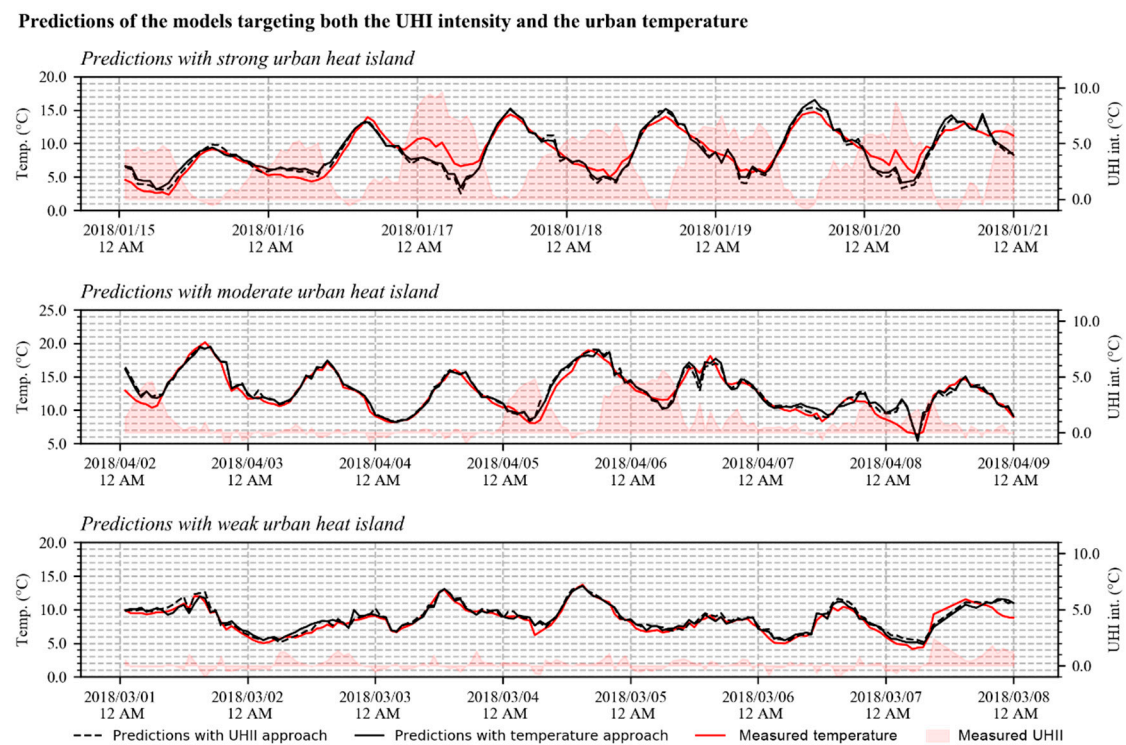 Predictions of the models targeting both the UHI intensity and the urban temperature
Predictions with strong urban heat island
20.0
15.0
10.0
5.0
0.0
Temp. (°C)
10.0
5.0
0.0
UHI int. (°C)
2018/01/15 2018/01/16 2018/01/17 2018/01/18 2018/01/19 2018/01/20 2018/01/21
12 AM 12 AM 12 AM 12 AM 12 AM 12 AM 12 AM
Predictions with moderate urban heat island
25.0
20.0
15.0
10.0
5.0
Temp. (°C)
10.0
5.0
0.0
UHI int. (°C)
2018/04/02 2018/04/03 2018/04/04 2018/04/05 2018/04/06 2018/04/07 2018/04/08 2018/04/09
12 AM 12 AM 12 AM 12 AM 12 AM 12 AM 12 AM 12 AM
Predictions with weak urban heat island
20.0
15.0
10.0
5.0
0.0
Temp. (°C)
10.0
5.0
0.0
UHI int. (°C)
2018/03/01 2018/03/02 2018/03/03 2018/03/04 2018/03/05 2018/03/06 2018/03/07 2018/03/08
12 AM 12 AM 12 AM 12 AM 12 AM 12 AM 12 AM 12 AM
Predictions with UHII approach Predictions with temperature approach Measured temperature Measured UHII